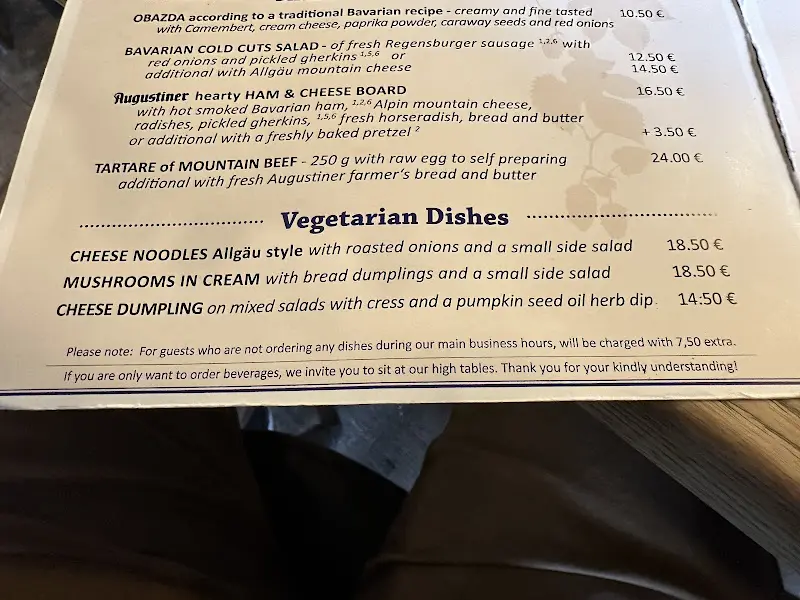 OBAZDA according to a traditional Bavarian recipe - creamy and fine tasted 10.50 €
with Camembert, cream cheese, paprika powder, caraway seeds and red onions
BAVARIAN COLD CUTS SALAD - of fresh Regensburger sausage 1,2,6 with
red onions and pickled gherkins 1,5,6 or 12.50 €
additional with Allgäu mountain cheese 14.50 €
Augustiner hearty HAM & CHEESE BOARD 16.50 €
with hot smoked Bavarian ham, 1,2,6 Alpin mountain cheese,
radishes, pickled gherkins, 1,5,6 fresh horseradish, bread and butter
or additional with a freshly baked pretzel 2 + 3.50 €
TARTARE of MOUNTAIN BEEF - 250 g with raw egg to self preparing 24.00 €
additional with fresh Augustiner farmer's bread and butter
Vegetarian Dishes
CHEESE NOODLES Allgäu style with roasted onions and a small side salad 18.50 €
MUSHROOMS IN CREAM with bread dumplings and a small side salad 18.50 €
CHEESE DUMPLING on mixed salads with cress and a pumpkin seed oil herb dip. 14:50 €
Please note: For guests who are not ordering any dishes during our main business hours, will be charged with 7,50 extra.
If you are only want to order beverages, we invite you to sit at our high tables. Thank you for your kindly understanding!